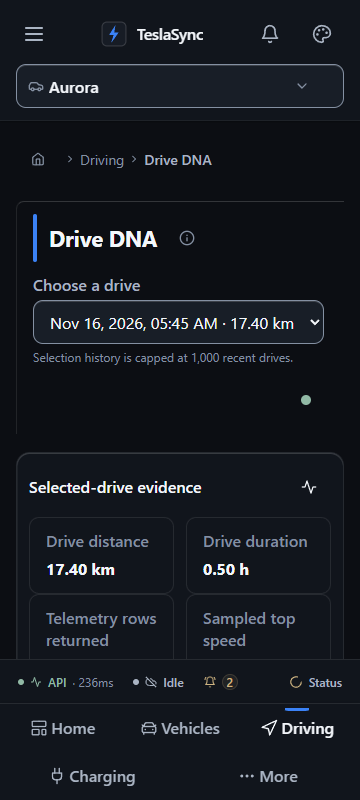 TeslaSync
Aurora
Driving
Drive DNA
Drive DNA
Choose a drive
Nov 16, 2026, 05:45 AM · 17.40 km
Selection history is capped at 1,000 recent drives.
Selected-drive evidence
Drive distance
17.40 km
Drive duration
0.50 h
Telemetry rows
returned
Sampled top
speed
API · 236ms
Idle
2
Status
Home
Vehicles
Driving
Charging
More